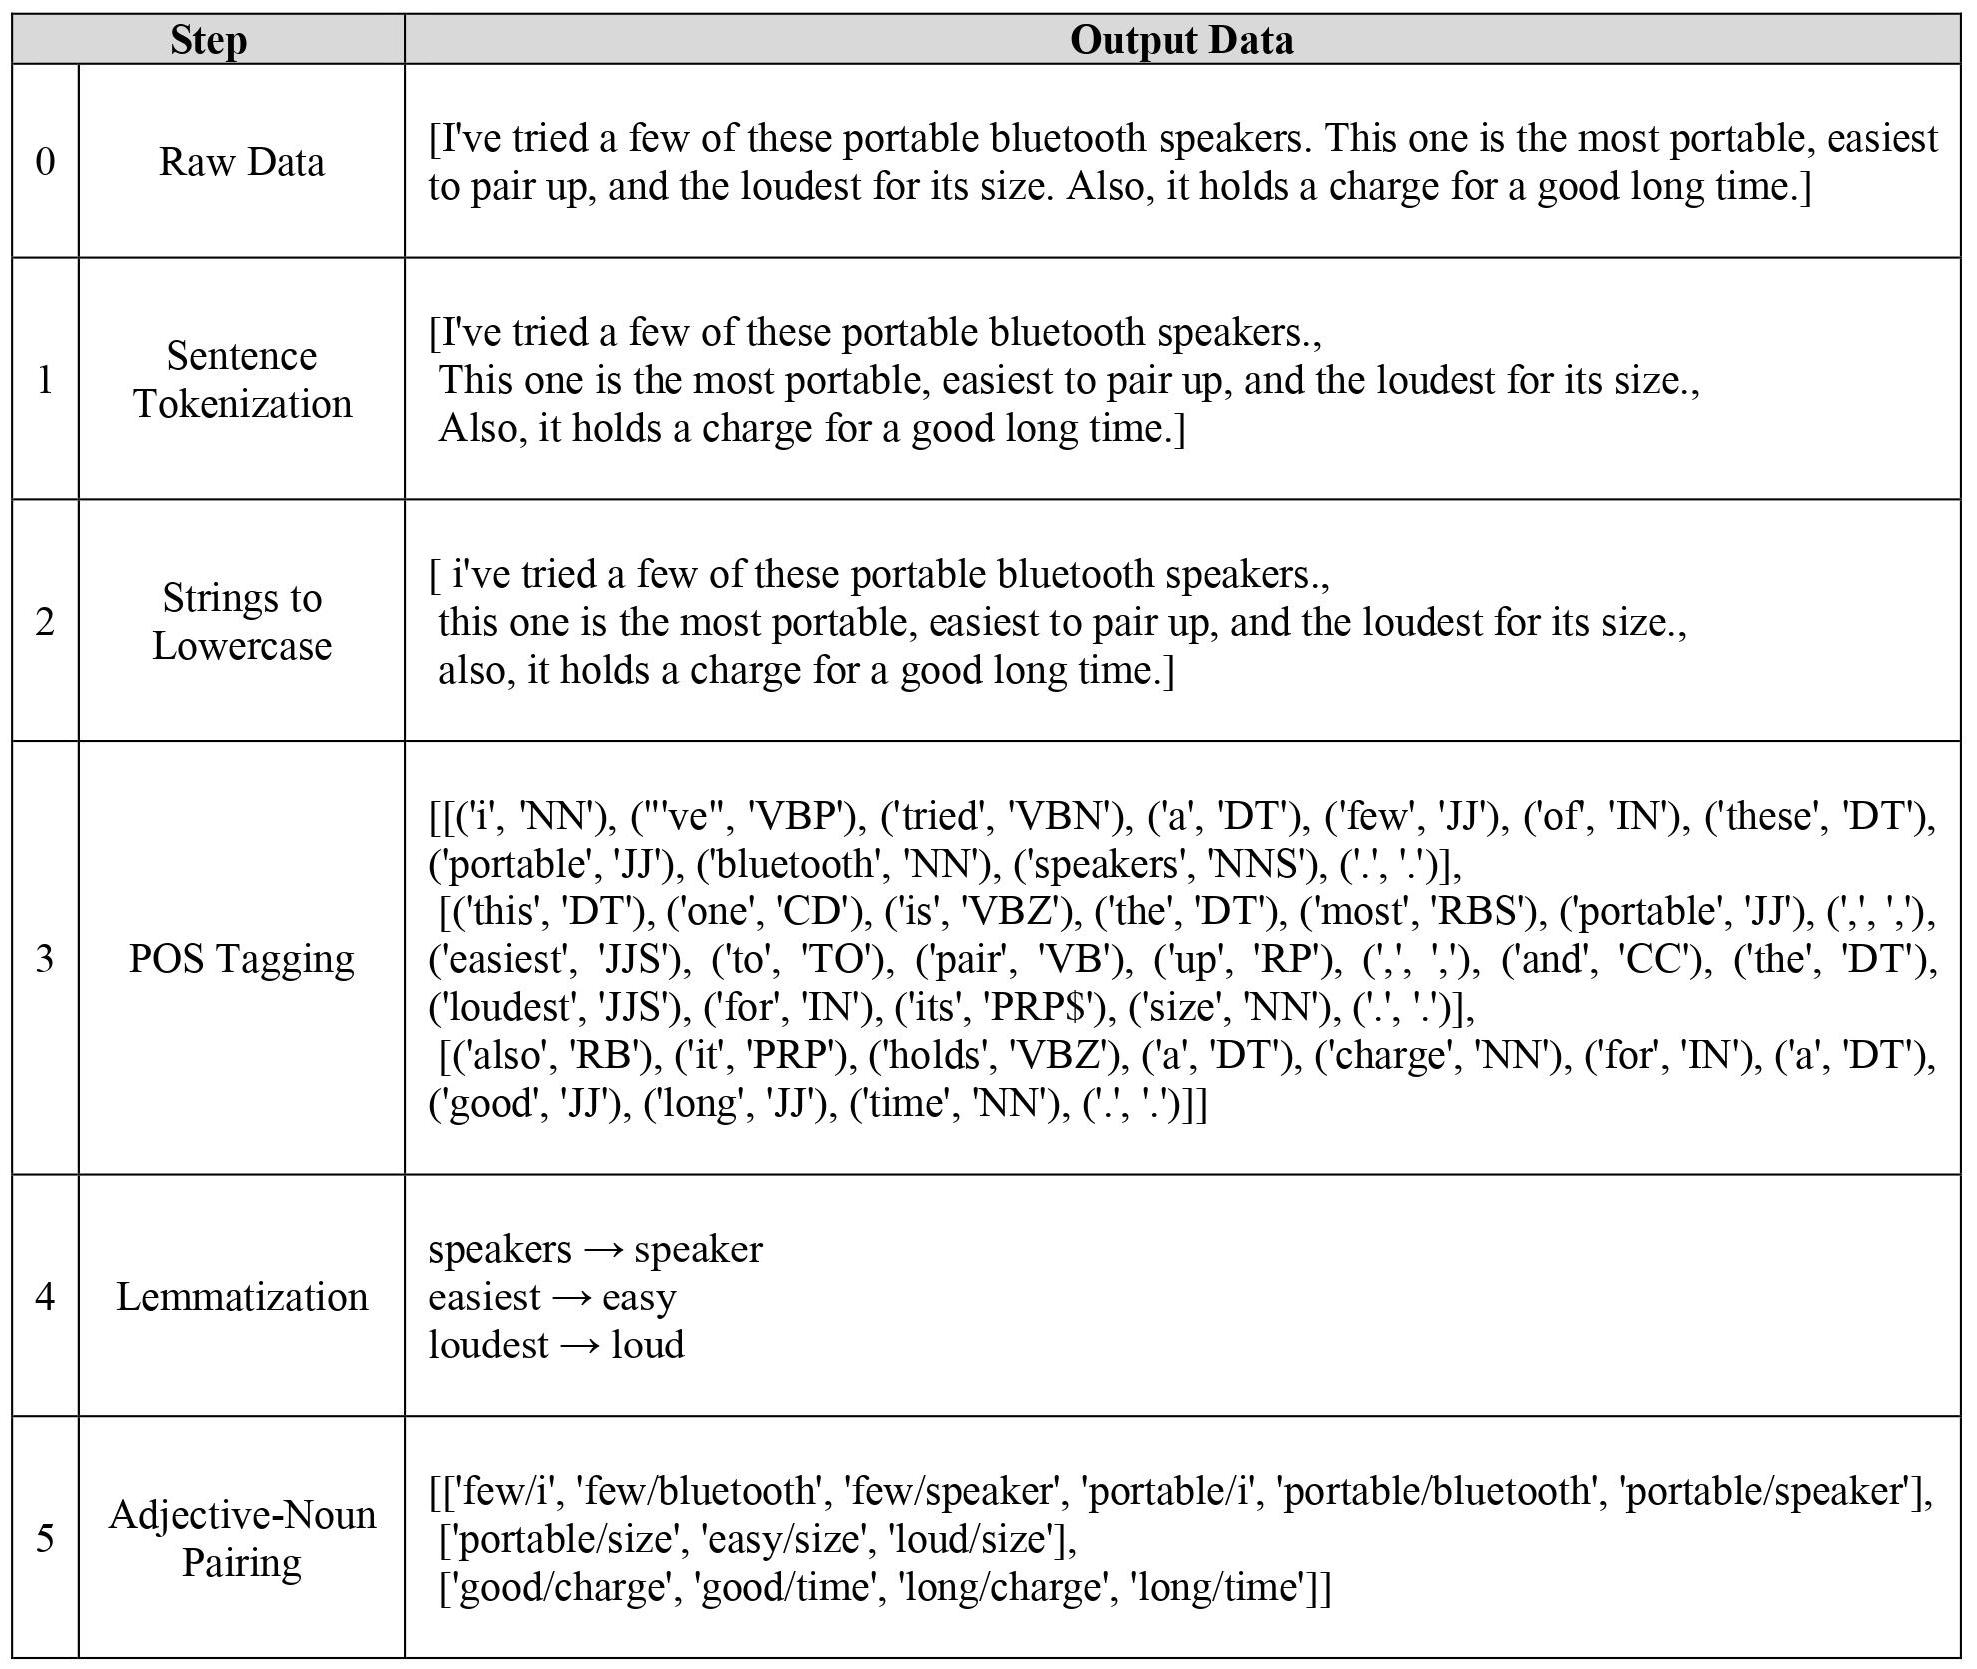 Step
Output Data
0
Raw Data
[I've tried a few of these portable bluetooth speakers. This one is the most portable, easiest
to pair up, and the loudest for its size. Also, it holds a charge for a good long time.]
1
Sentence
Tokenization
[I've tried a few of these portable bluetooth speakers.,
This one is the most portable, easiest to pair up, and the loudest for its size.,
Also, it holds a charge for a good long time.]
2
Strings to
Lowercase
[ i've tried a few of these portable bluetooth speakers.,
this one is the most portable, easiest to pair up, and the loudest for its size.,
also, it holds a charge for a good long time.]
3
POS Tagging
[[('i', 'NN'), ("'ve", 'VBP'), ('tried', 'VBN'), ('a', 'DT'), ('few', 'JJ'), ('of', 'IN'), ('these', 'DT'),
('portable', 'JJ'), ('bluetooth', 'NN'), ('speakers', 'NNS'), ('.', '.')],
[('this', 'DT'), ('one', 'CD'), ('is', 'VBZ'), ('the', 'DT'), ('most', 'RBS'), ('portable', 'JJ'), (',', ','),
('easiest', 'JJS'), ('to', 'TO'), ('pair', 'VB'), ('up', 'RP'), (',', ','), ('and', 'CC'), ('the', 'DT'),
('loudest', 'JJS'), ('for', 'IN'), ('its', 'PRP$'), ('size', 'NN'), ('.', '.')],
[('also', 'RB'), ('it', 'PRP'), ('holds', 'VBZ'), ('a', 'DT'), ('charge', 'NN'), ('for', 'IN'), ('a', 'DT'),
('good', 'JJ'), ('long', 'JJ'), ('time', 'NN'), ('.', '.')]]
4
Lemmatization
speakers → speaker
easiest → easy
loudest → loud
5
Adjective-Noun
Pairing
[['few/i', 'few/bluetooth', 'few/speaker', 'portable/i', 'portable/bluetooth', 'portable/speaker'],
['portable/size', 'easy/size', 'loud/size'],
['good/charge', 'good/time', 'long/charge', 'long/time']]